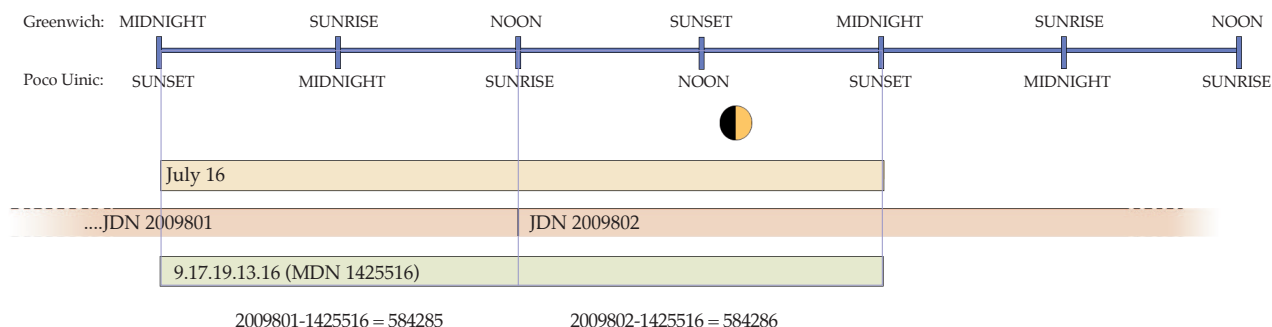 Greenwich: MIDNIGHT SUNRISE NOON SUNSET MIDNIGHT SUNRISE NOON
Poco Uinic: SUNSET MIDNIGHT SUNRISE NOON SUNSET MIDNIGHT SUNRISE
July 16
....JDN 2009801 JDN 2009802
9.17.19.13.16 (MDN 1425516)
2009801-1425516 = 584285 2009802-1425516 = 584286